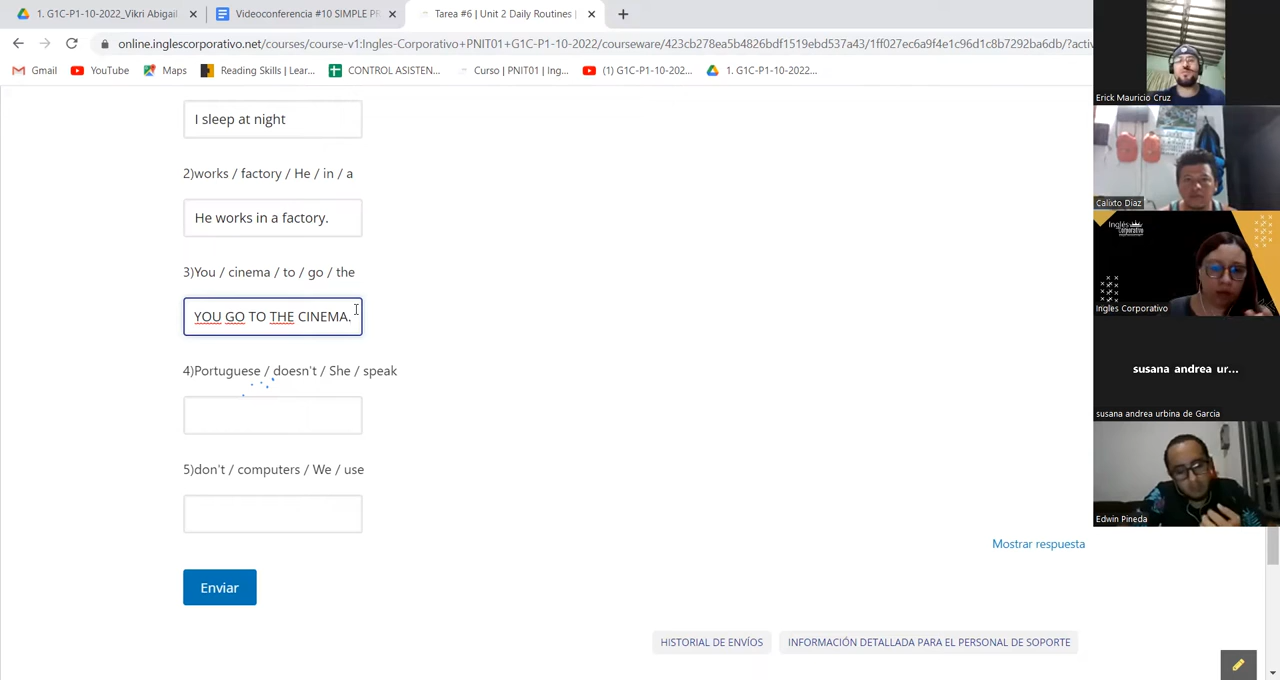 1. G1C-P1-10-2022_Vikri Abigail
Videoconferencia #10 SIMPLE PR
Tarea #6 | Unit 2 Daily Routines |
online.inglescorporativo.net/courses/course-v1:Ingles-Corporativo+PNIT01+G1C-P1-10-2022/courseware/423cb278ea5b4826bdf1519ebd537a43/1ff027ec6a9f4e1c96d1c8b7292ba6db/?activ
Gmail
YouTube
Maps
Reading Skills | Lear...
CONTROL ASISTEN...
Curso | PNIT01 | Ing...
(1) G1C-P1-10-202...
1. G1C-P1-10-2022...
I sleep at night
2)works / factory / He / in / a
He works in a factory.
3)You / cinema / to / go / the
YOU GO TO THE CINEMA.
4)Portuguese / doesn't / She / speak
5)don't / computers / We / use
Mostrar respuesta
Enviar
HISTORIAL DE ENVÍOS
INFORMACIÓN DETALLADA PARA EL PERSONAL DE SOPORTE
Erick Mauricio Cruz
Calixto Diaz
Inglés
Corporativo
Ingles Corporativo
susana andrea ur...
susana andrea urbina de Garcia
Edwin Pineda